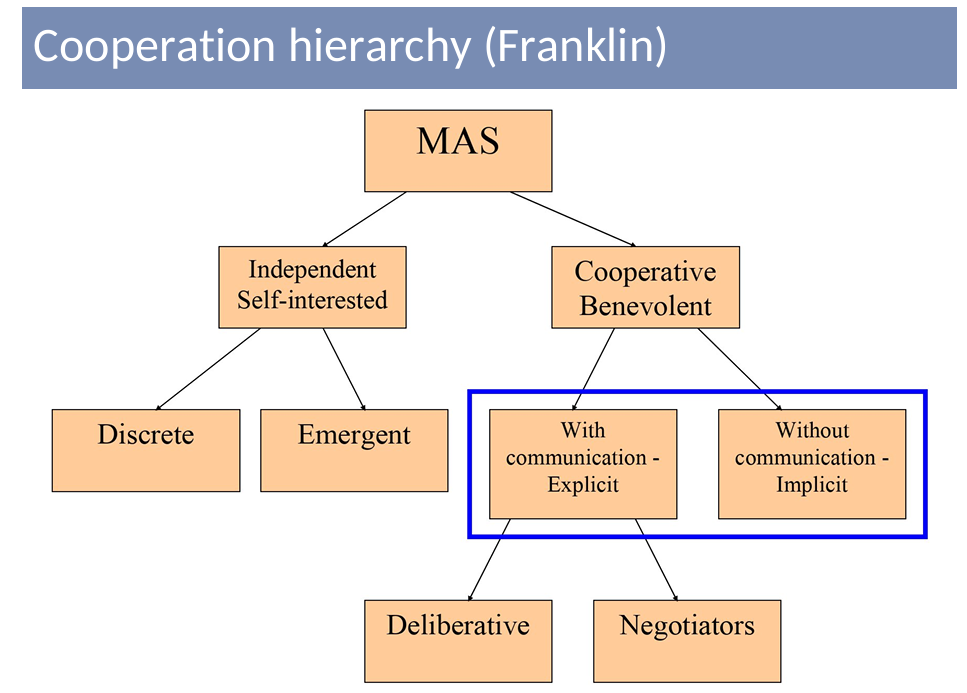 Cooperation hierarchy (Franklin)
MAS
Independent
Self-interested
Cooperative
Benevolent
Discrete
Emergent
With
communication -
Explicit
Without
communication -
Implicit
Deliberative
Negotiators